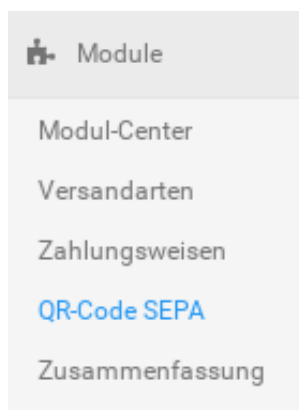 Module
Modul-Center
Versandarten
Zahlungsweisen
QR-Code SEPA
Zusammenfassung